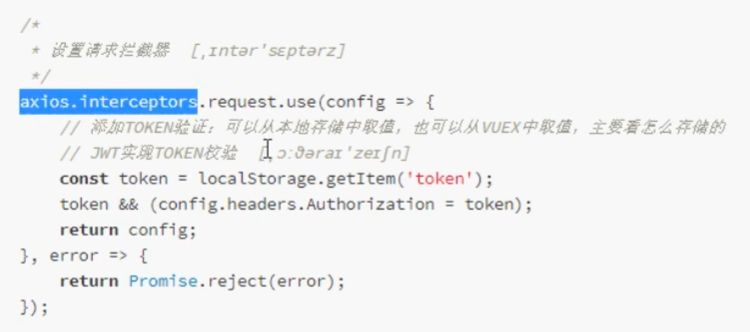 /*
 * 设置请求拦截器  [ˌɪntərˈsɛptərz]
 */
axios.interceptors.request.use(config => {
    // 添加TOKEN验证：可以从本地存储中取值，也可以从VUEX中取值，主要看怎么存储的
    // JWT实现TOKEN校验  [ˌɔːθəraɪˈzeɪʃn]
    const token = localStorage.getItem('token');
    token && (config.headers.Authorization = token);
    return config;
}, error => {
    return Promise.reject(error);
});